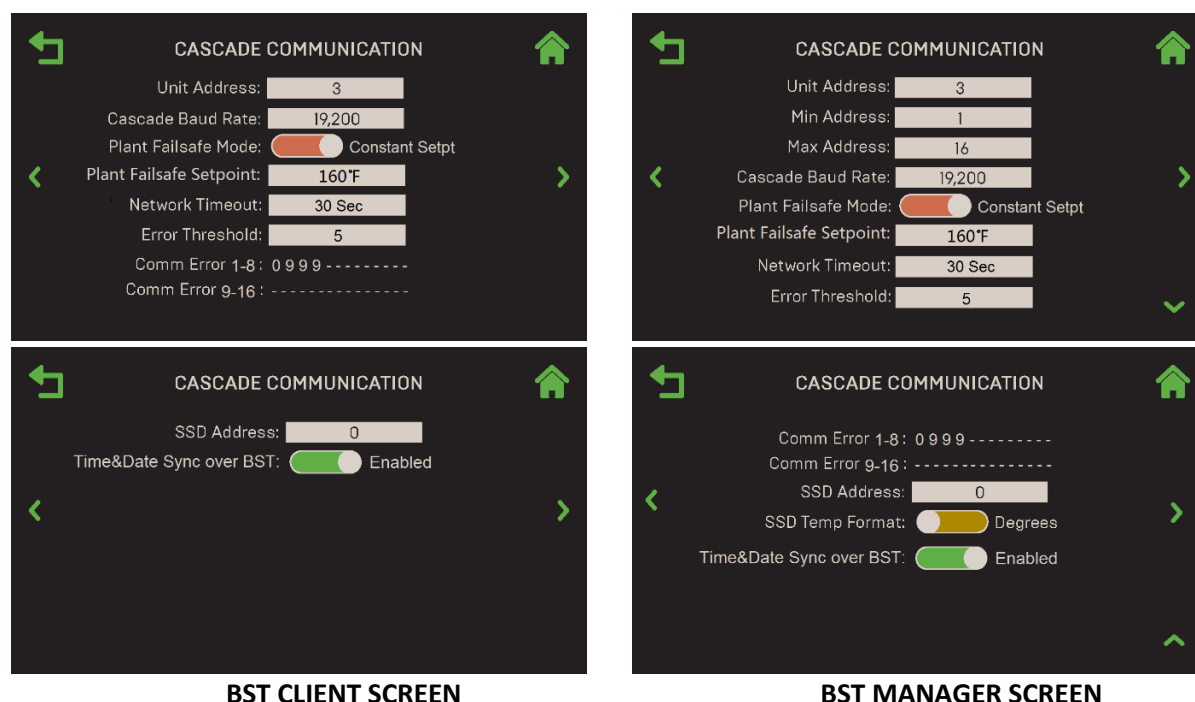 CASCADE COMMUNICATION
Unit Address: 3
Cascade Baud Rate: 19,200
Plant Failsafe Mode: Constant Setpt
Plant Failsafe Setpoint: 160°F
Network Timeout: 30 Sec
Error Threshold: 5
Comm Error 1-8 : 0 9 9 9 - - - - - - - - -
Comm Error 9-16 : - - - - - - - - - - - - - - -
CASCADE COMMUNICATION
Unit Address: 3
Min Address: 1
Max Address: 16
Cascade Baud Rate: 19,200
Plant Failsafe Mode: Constant Setpt
Plant Failsafe Setpoint: 160°F
Network Timeout: 30 Sec
Error Threshold: 5
CASCADE COMMUNICATION
SSD Address: 0
Time&Date Sync over BST: Enabled
BST CLIENT SCREEN
CASCADE COMMUNICATION
Comm Error 1-8 : 0 9 9 9 - - - - - - - - -
Comm Error 9-16 : - - - - - - - - - - - - - - -
SSD Address: 0
SSD Temp Format: Degrees
Time&Date Sync over BST: Enabled
BST MANAGER SCREEN